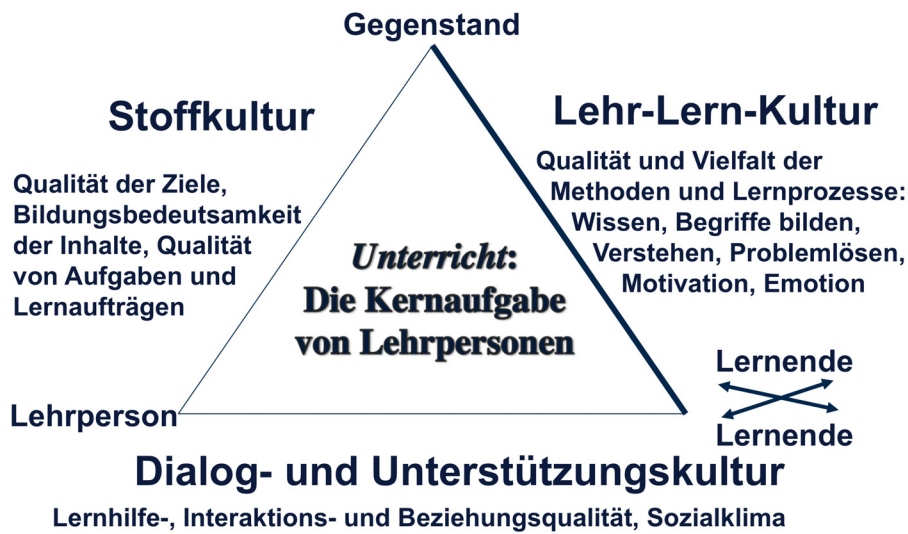 Gegenstand
Stoffkultur
Lehr-Lern-Kultur
Qualität der Ziele,
Bildungsbedeutsamkeit
der Inhalte, Qualität
von Aufgaben und
Lernaufträgen
Qualität und Vielfalt der
Methoden und Lernprozesse:
Wissen, Begriffe bilden,
Verstehen, Problemlösen,
Motivation, Emotion
Unterricht:
Die Kernaufgabe
von Lehrpersonen
Lernende
Lernende
Lehrperson
Dialog- und Unterstützungskultur
Lernhilfe-, Interaktions- und Beziehungsqualität, Sozialklima